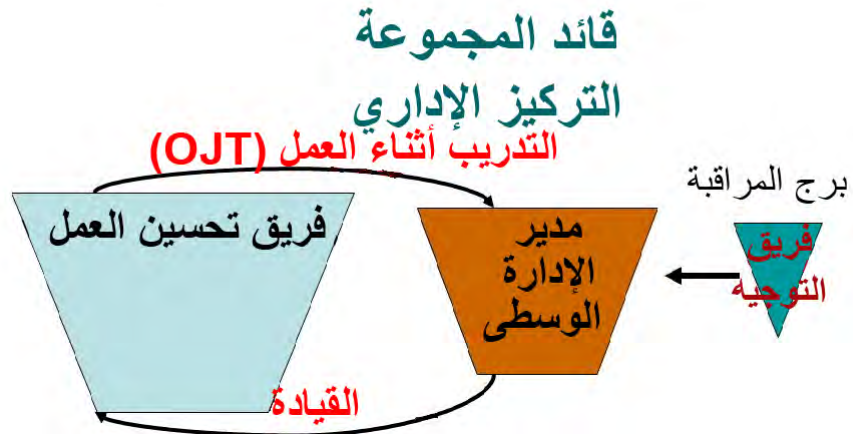 قائد المجموعة
التركيز الإداري
التدريب أثناء العمل (OJT)
برج المراقبة
فريق
التوجيه
مدير
الإدارة
الوسطى
فريق تحسين العمل
القيادة